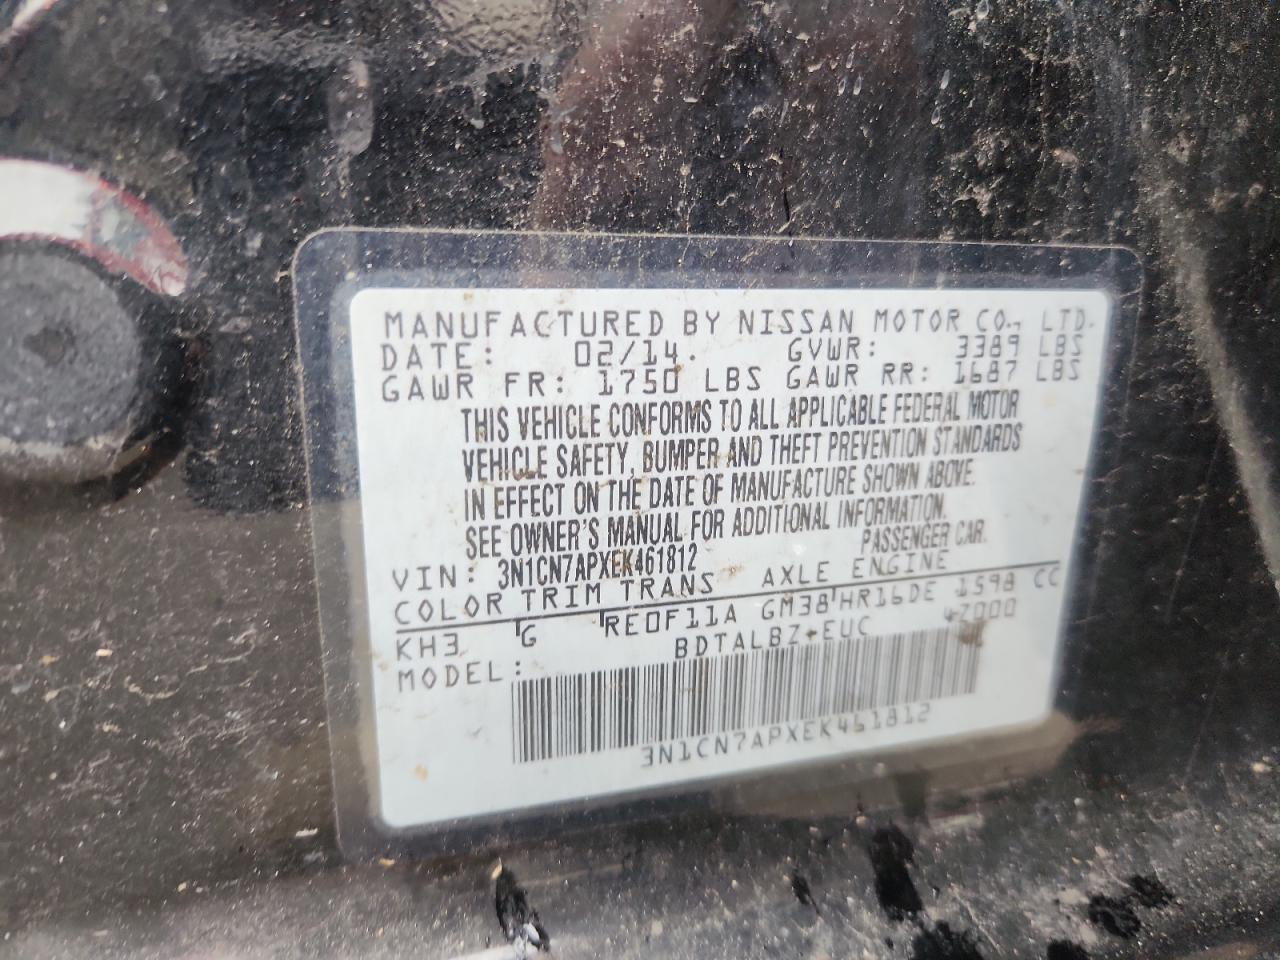 MANUFACTURED BY NISSAN MOTOR CO., LTD.
DATE: 02/14. GVWR: 3389 LBS
GAWR FR: 1750 LBS GAWR RR: 1687 LBS
THIS VEHICLE CONFORMS TO ALL APPLICABLE FEDERAL MOTOR
VEHICLE SAFETY, BUMPER AND THEFT PREVENTION STANDARDS
IN EFFECT ON THE DATE OF MANUFACTURE SHOWN ABOVE.
SEE OWNER'S MANUAL FOR ADDITIONAL INFORMATION.
VIN: 3N1CN7APXEK461812 PASSENGER CAR.
COLOR TRIM TRANS AXLE ENGINE
KH3 G RE0F11A GM38 HR16DE 1598 CC
MODEL: BDTALBZ-EUC
3N1CN7APXEK461812